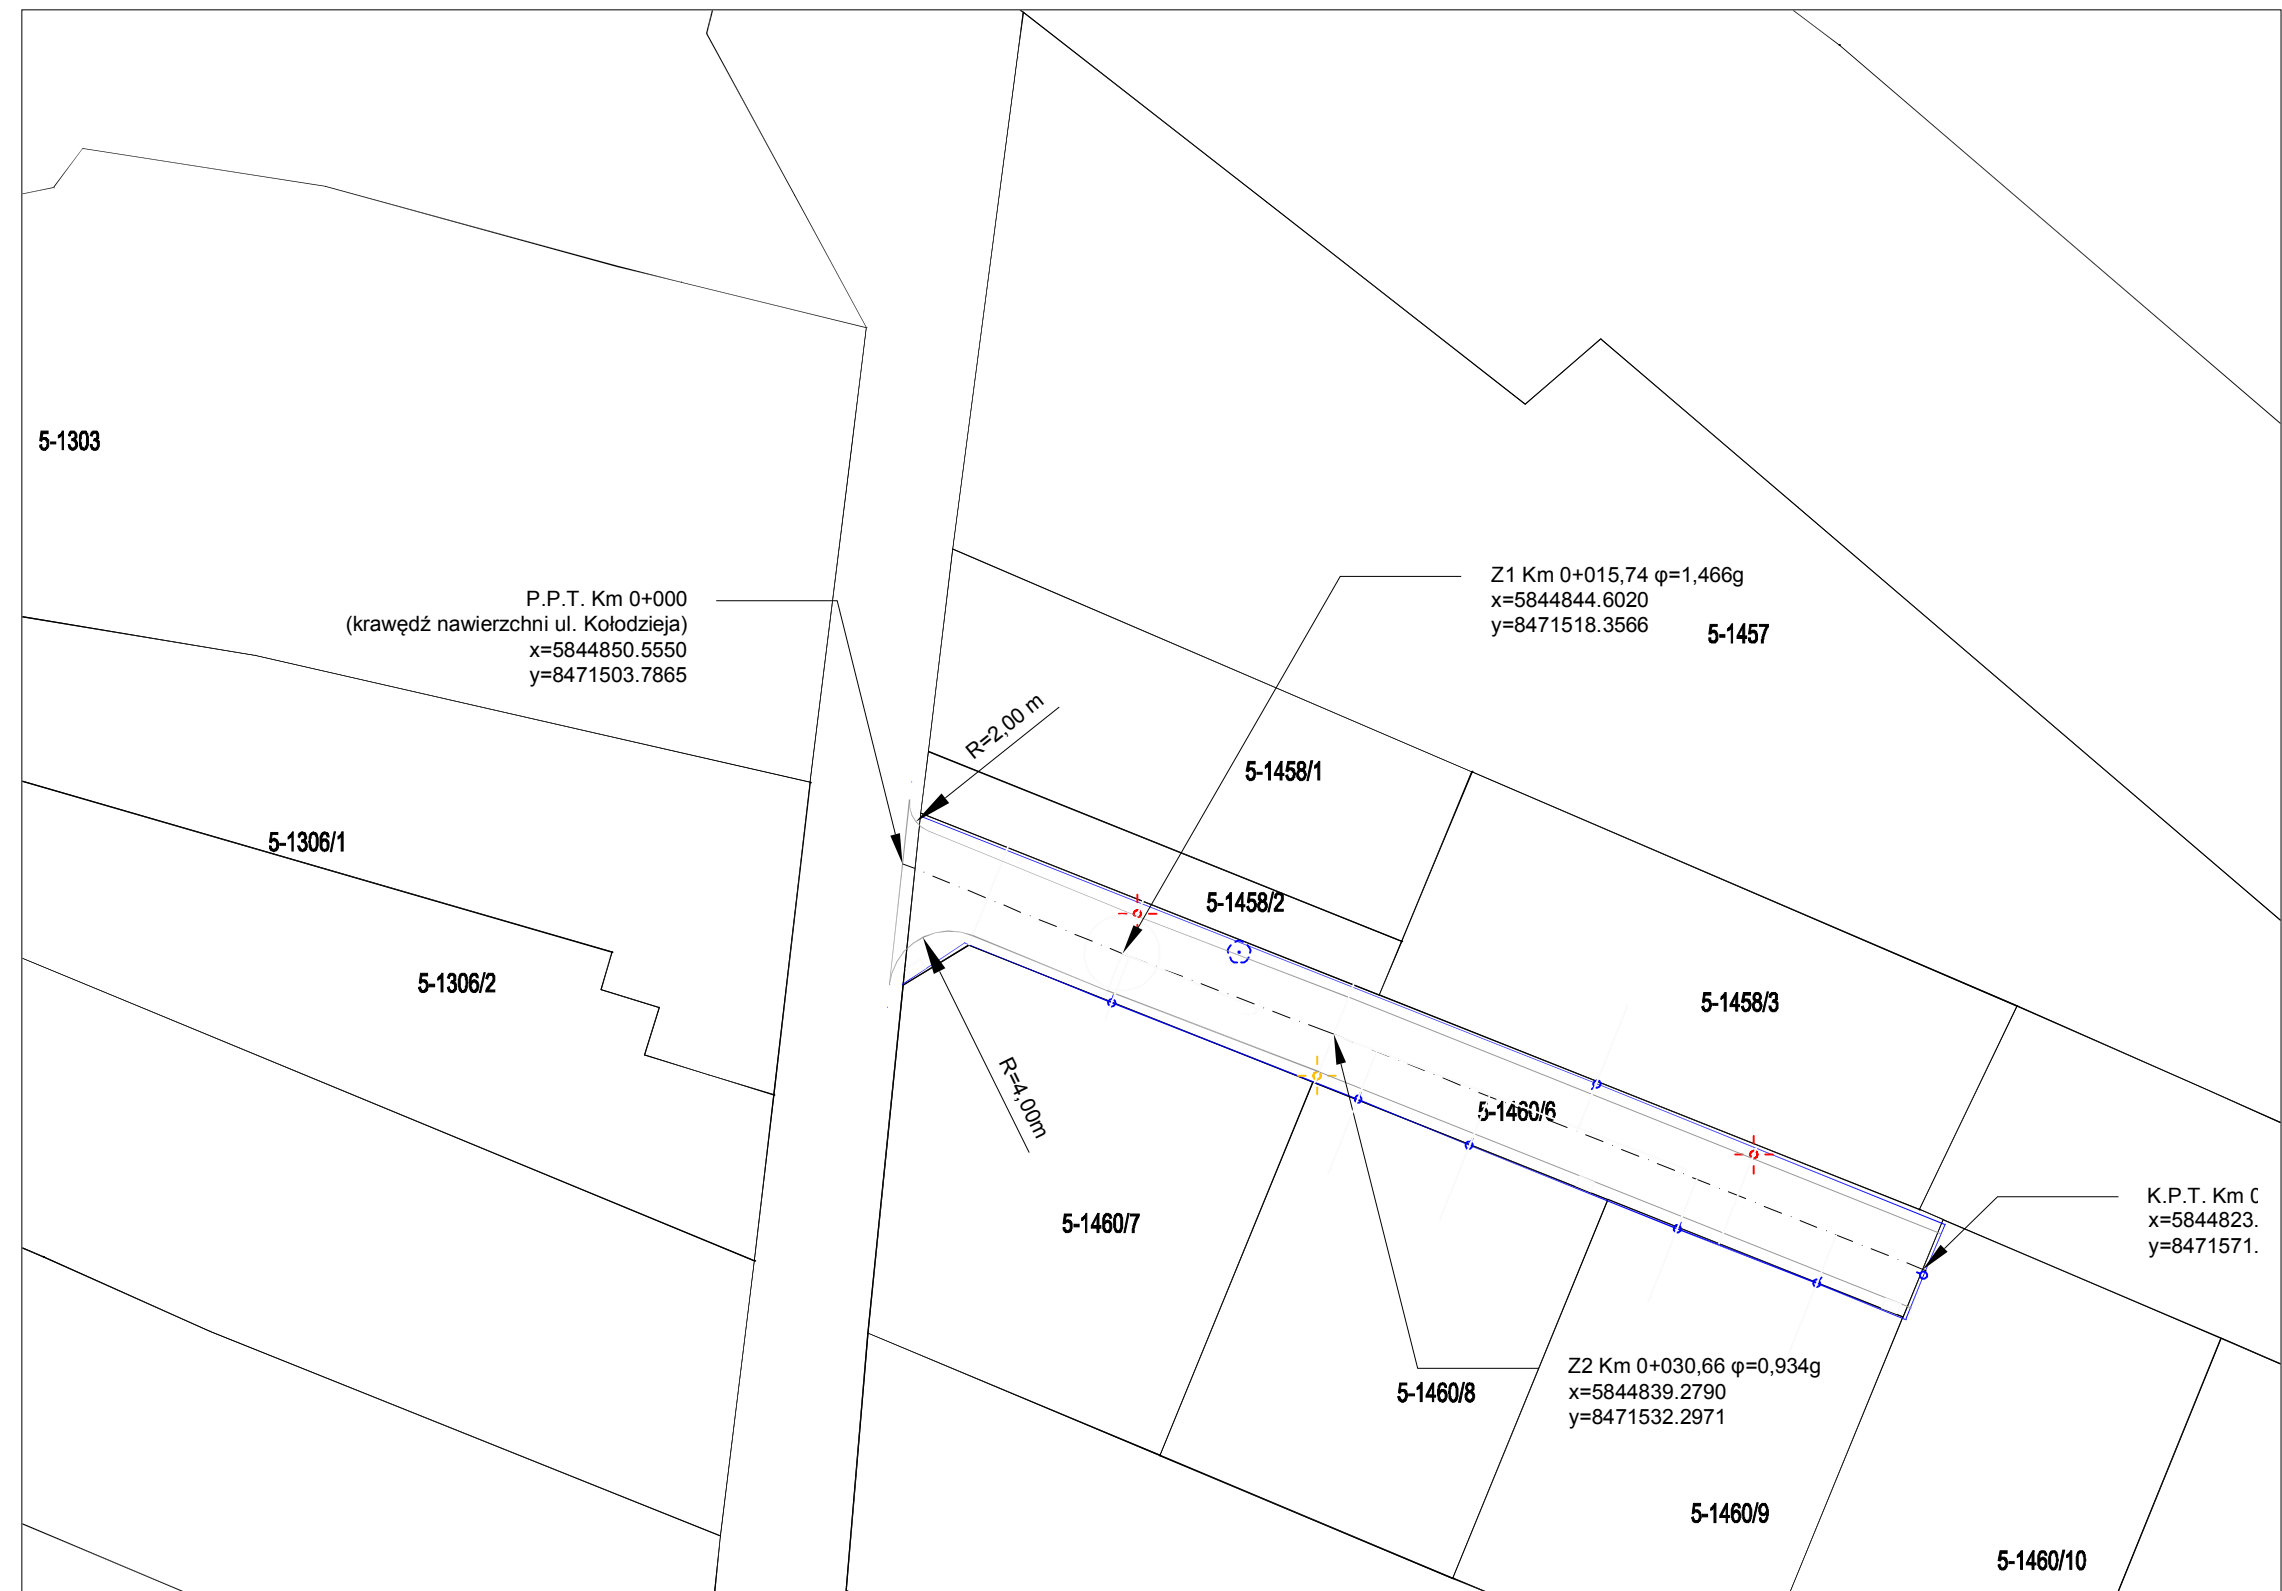 5-1303
Z1 Km 0+015,74 φ=1,466g
x=5844844.6020
y=8471518.3566
5-1457
P.P.T. Km 0+000
(krawędź nawierzchni ul. Kołodzieja)
x=5844850.5550
y=8471503.7865
R=2,00 m
5-1458/1
5-1306/1
5-1458/2
5-1306/2
5-1458/3
R=4,00m
5-1460/6
5-1460/7
K.P.T. Km 0
x=5844823.
y=8471571.
Z2 Km 0+030,66 φ=0,934g
x=5844839.2790
y=8471532.2971
5-1460/8
5-1460/9
5-1460/10